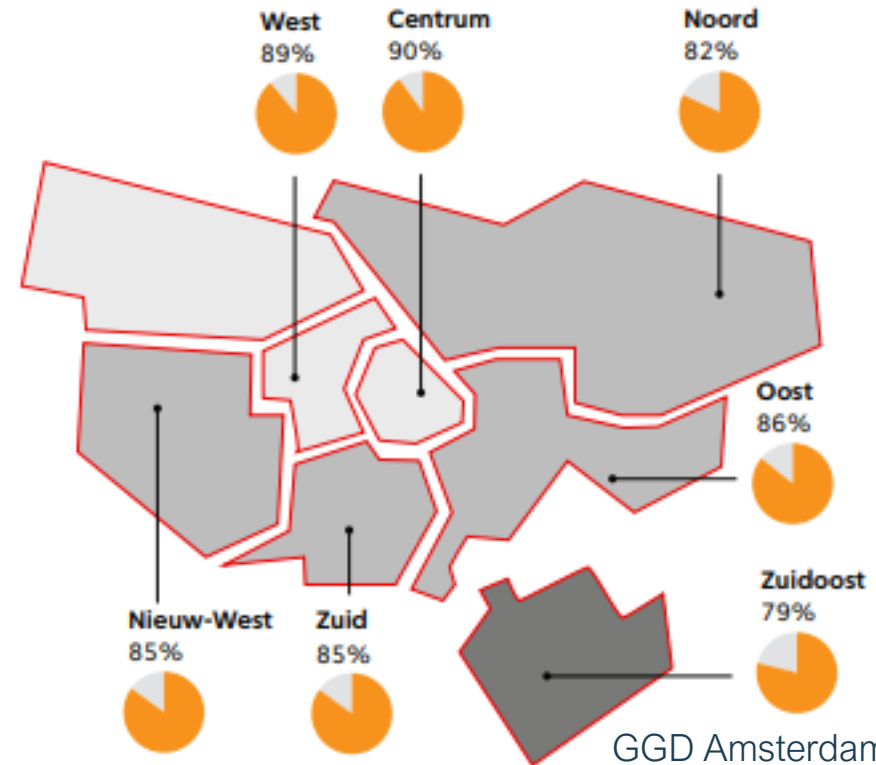 West
89%
Centrum
90%
Noord
82%
Oost
86%
Zuidoost
79%
Nieuw-West
85%
Zuid
85%
GGD Amsterdam